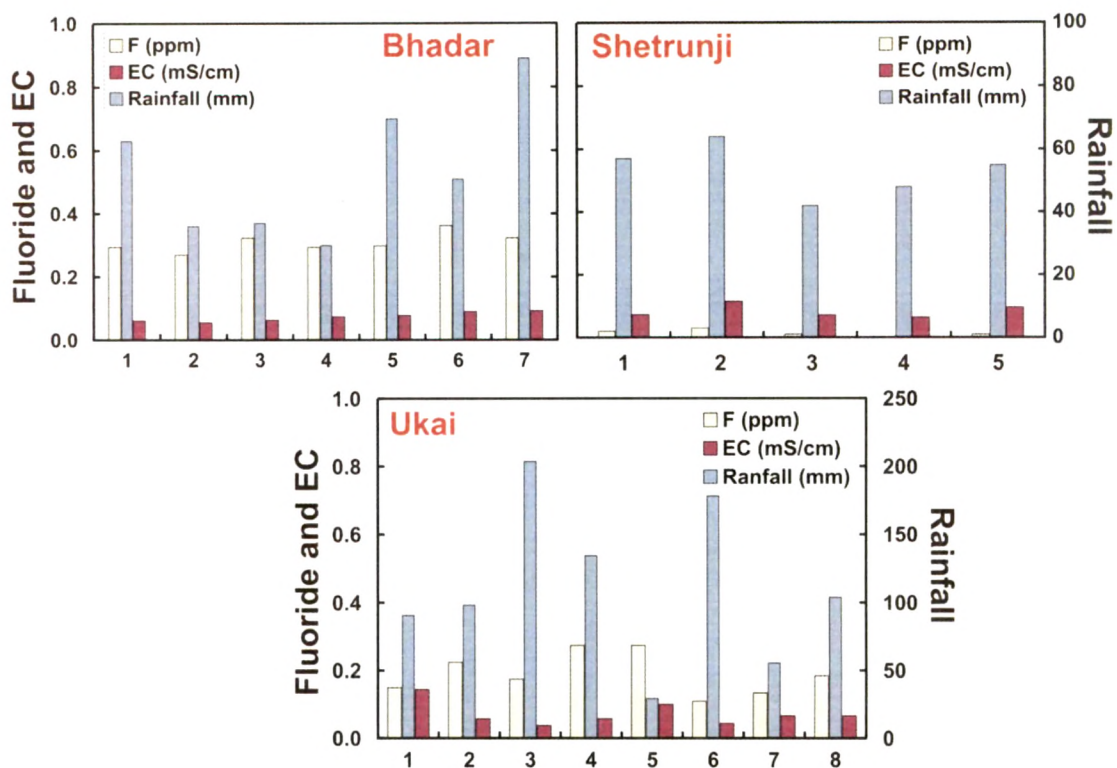 Bhadar
F (ppm)
EC (mS/cm)
Rainfall (mm)
Fluoride and EC
1.0
0.8
0.6
0.4
0.2
0.0
1 2 3 4 5 6 7
Shetrunji
F (ppm)
EC (mS/cm)
Rainfall (mm)
100
80
60
40
20
0
Rainfall
1 2 3 4 5
Ukai
F (ppm)
EC (mS/cm)
Ranfall (mm)
Fluoride and EC
1.0
0.8
0.6
0.4
0.2
0.0
250
200
150
100
50
0
Rainfall
1 2 3 4 5 6 7 8